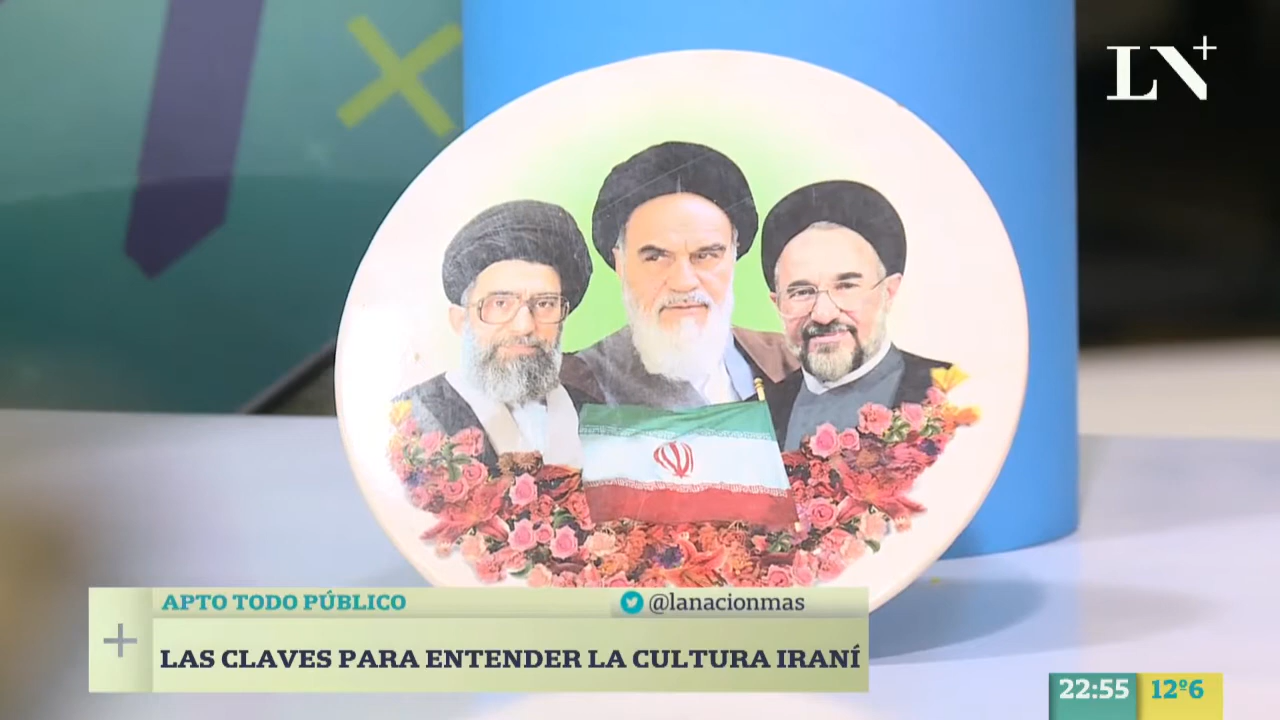 LN+
APTO TODO PÚBLICO
@lanacionmas
LAS CLAVES PARA ENTENDER LA CULTURA IRANÍ
22:55
12º6